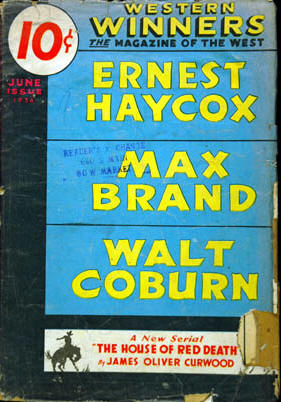 WESTERN
WINNERS
THE MAGAZINE OF THE WEST
10¢
JUNE
ISSUE
ERNEST
HAYCOX
MAX
BRAND
WALT
COBURN
A New Serial
"THE HOUSE OF RED DEATH"
By JAMES OLIVER CURWOOD